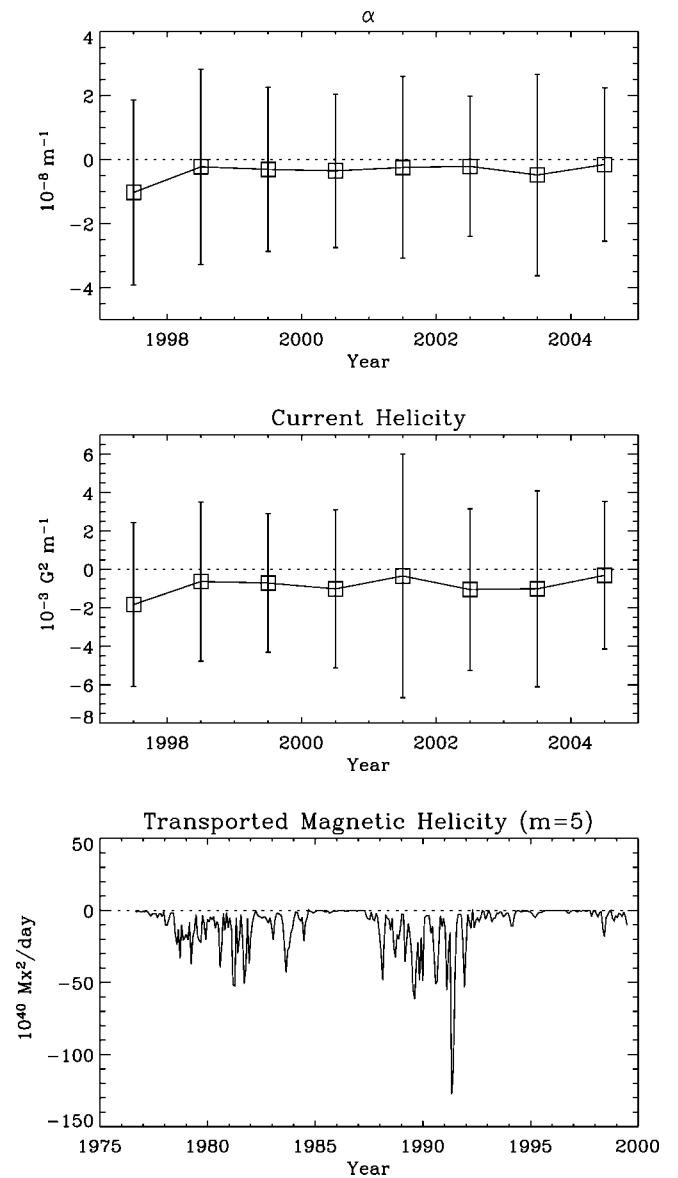 α
4
2
0
−2
−4
10⁻⁸ m⁻¹
1998 2000 2002 2004
Year
Current Helicity
6
4
2
0
−2
−4
−6
−8
10⁻³ G² m⁻¹
1998 2000 2002 2004
Year
Transported Magnetic Helicity (m=5)
50
0
−50
−100
−150
10⁴⁰ Mx²/day
1975 1980 1985 1990 1995 2000
Year